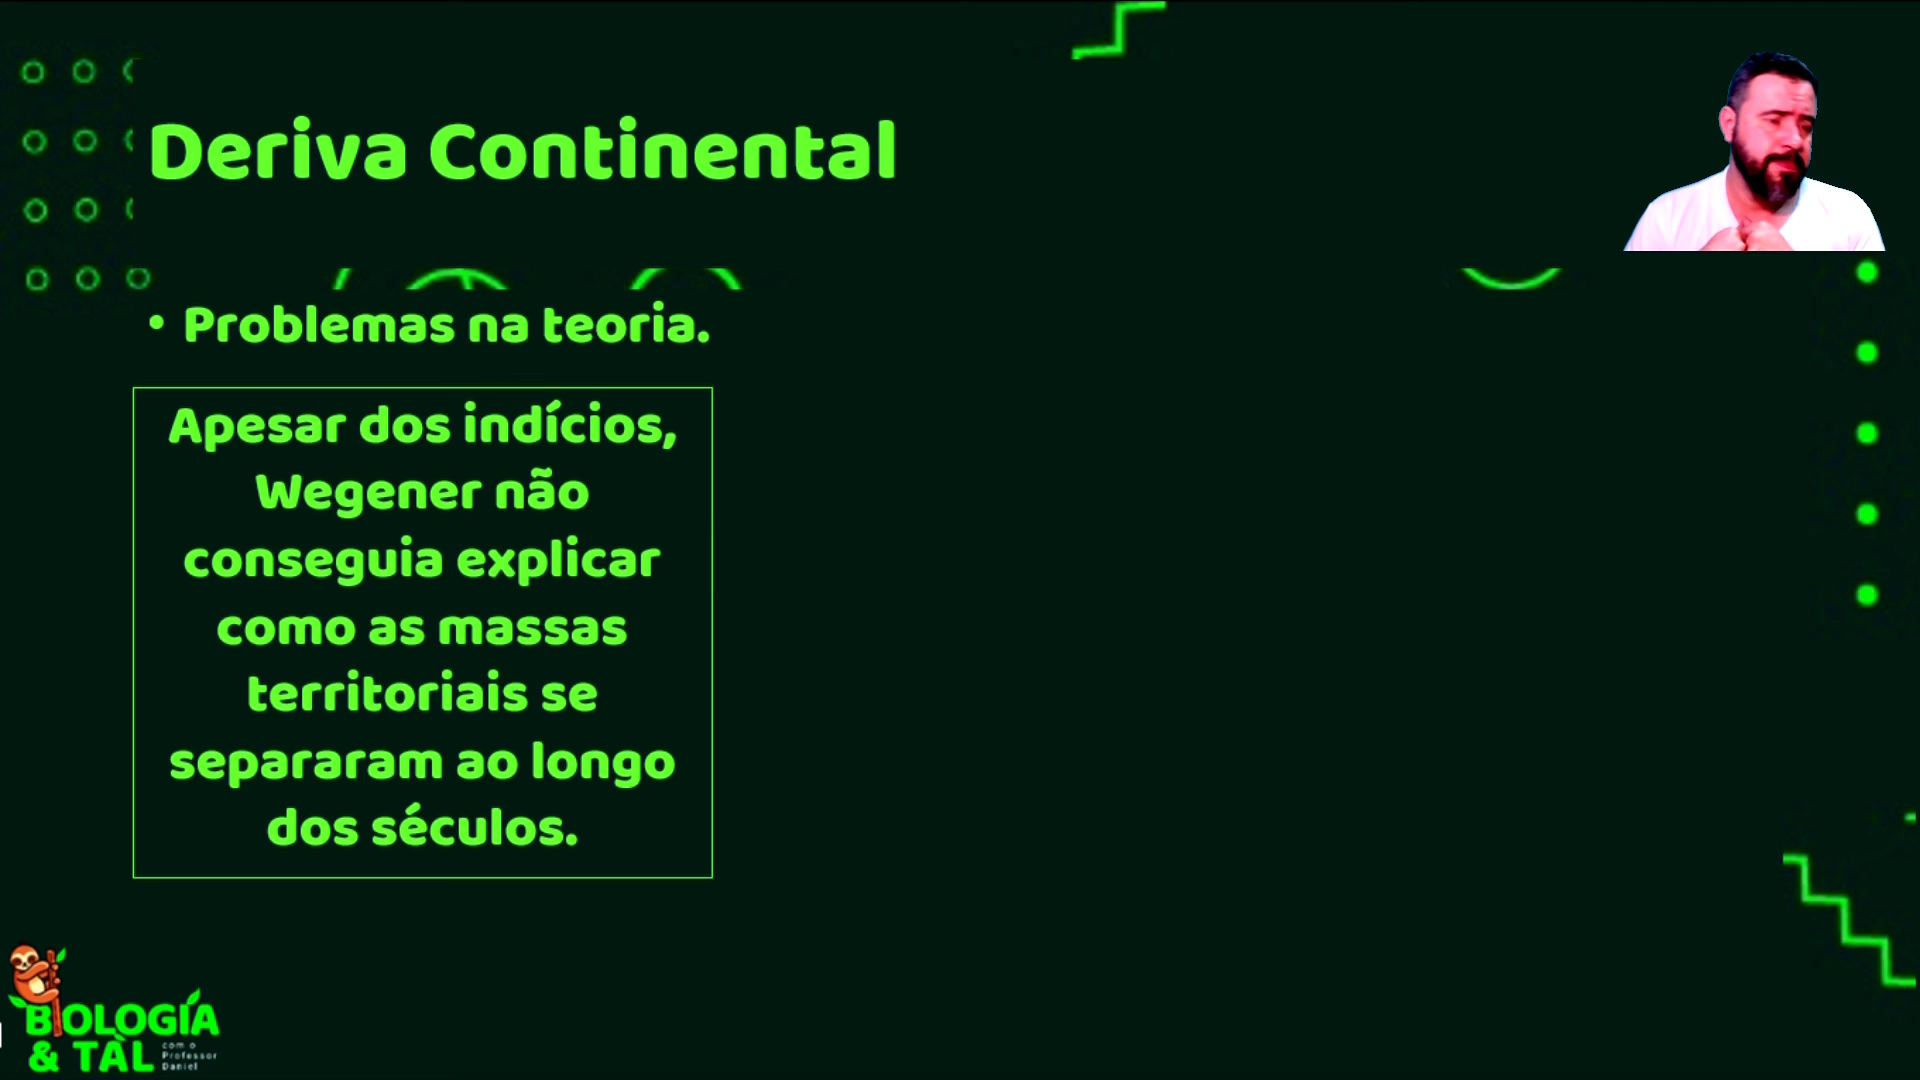 Deriva Continental
• Problemas na teoria.
Apesar dos indícios,
Wegener não
conseguia explicar
como as massas
territoriais se
separaram ao longo
dos séculos.
BIOLOGIA
& TAL
com o
Professor
Daniel